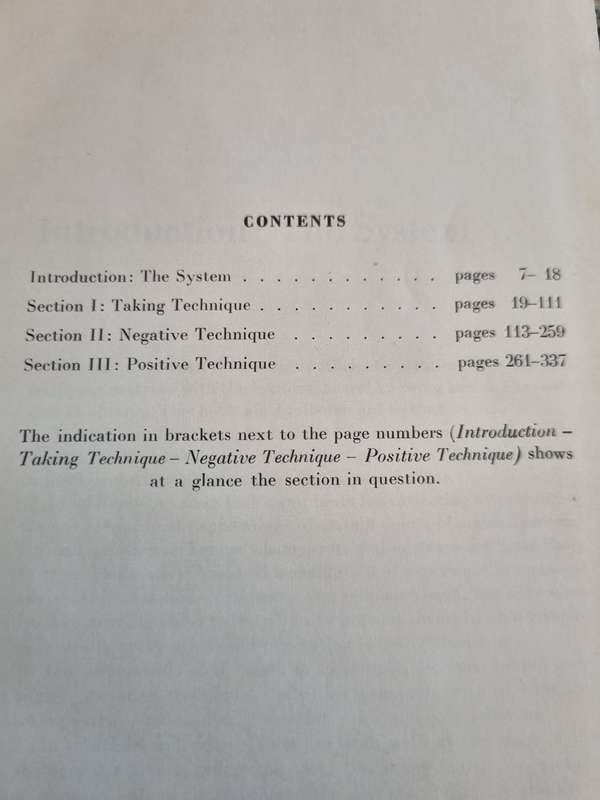 CONTENTS
Introduction: The System . . . . . . . . . . . . pages 7– 18
Section I: Taking Technique . . . . . . . . . . . pages 19–111
Section II: Negative Technique . . . . . . . . . pages 113–259
Section III: Positive Technique . . . . . . . . . pages 261–337
The indication in brackets next to the page numbers (Introduction –
Taking Technique – Negative Technique – Positive Technique) shows
at a glance the section in question.